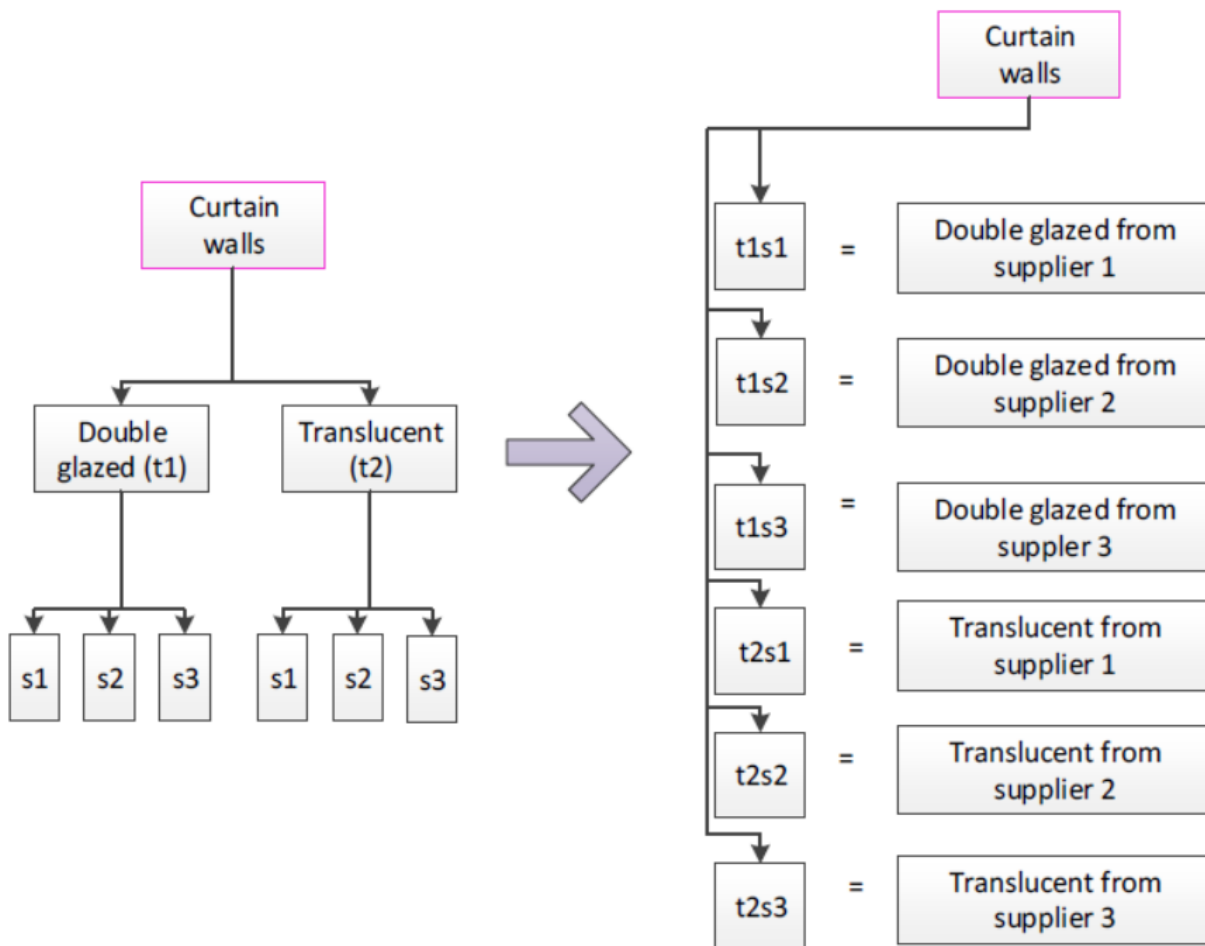 Curtain
walls
Double
glazed (t1)
Translucent
(t2)
s1
s2
s3
s1
s2
s3
Curtain
walls
t1s1
=
Double glazed from
supplier 1
t1s2
=
Double glazed from
supplier 2
t1s3
=
Double glazed from
suppler 3
t2s1
=
Translucent from
supplier 1
t2s2
=
Translucent from
supplier 2
t2s3
=
Translucent from
supplier 3